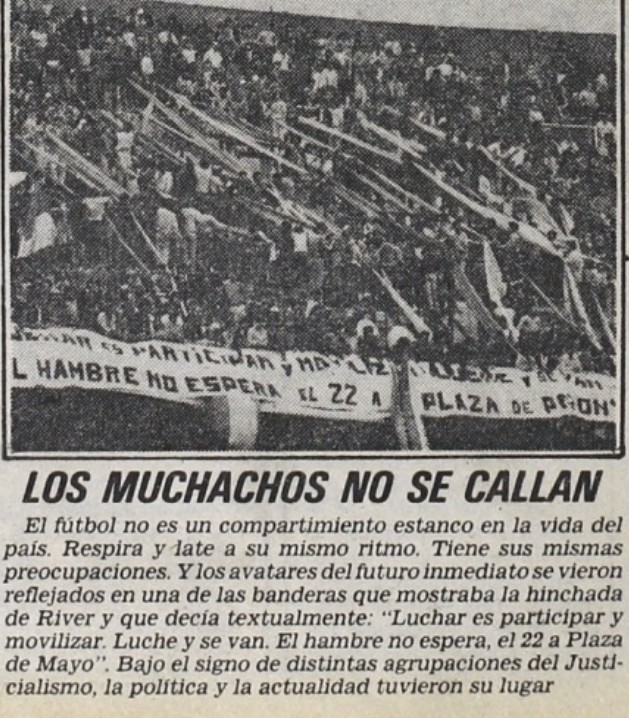 PARTICIPAR y
L HAMBRE NO ESPERA EL 22 A PLAZA DE PERON"
LOS MUCHACHOS NO SE CALLAN
El fútbol no es un compartimiento estanco en la vida del
país. Respira y late a su mismo ritmo. Tiene sus mismas
preocupaciones. Y los avatares del futuro inmediato se vieron
reflejados en una de las banderas que mostraba la hinchada
de River y que decía textualmente: "Luchar es participar y
movilizar. Luche y se van. El hambre no espera, el 22 a Plaza
de Mayo". Bajo el signo de distintas agrupaciones del Justi-
cialismo, la política y la actualidad tuvieron su lugar